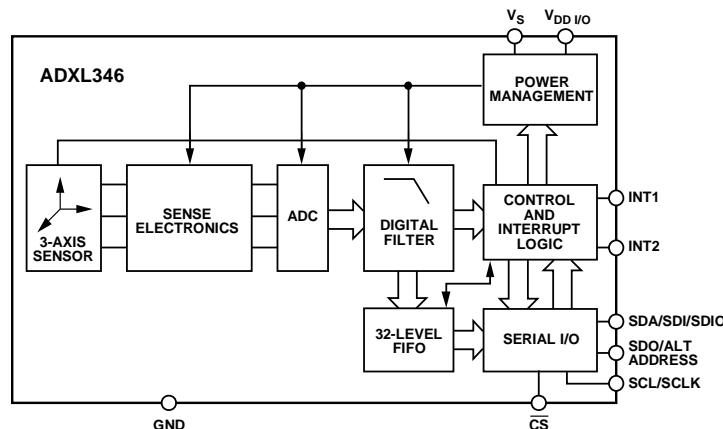 VS
VDD I/O
ADXL346
POWER
MANAGEMENT
3-AXIS
SENSOR
SENSE
ELECTRONICS
ADC
DIGITAL
FILTER
CONTROL
AND
INTERRUPT
LOGIC
INT1
INT2
32-LEVEL
FIFO
SERIAL I/O
SDA/SDI/SDIO
SDO/ALT
ADDRESS
SCL/SCLK
GND
CS